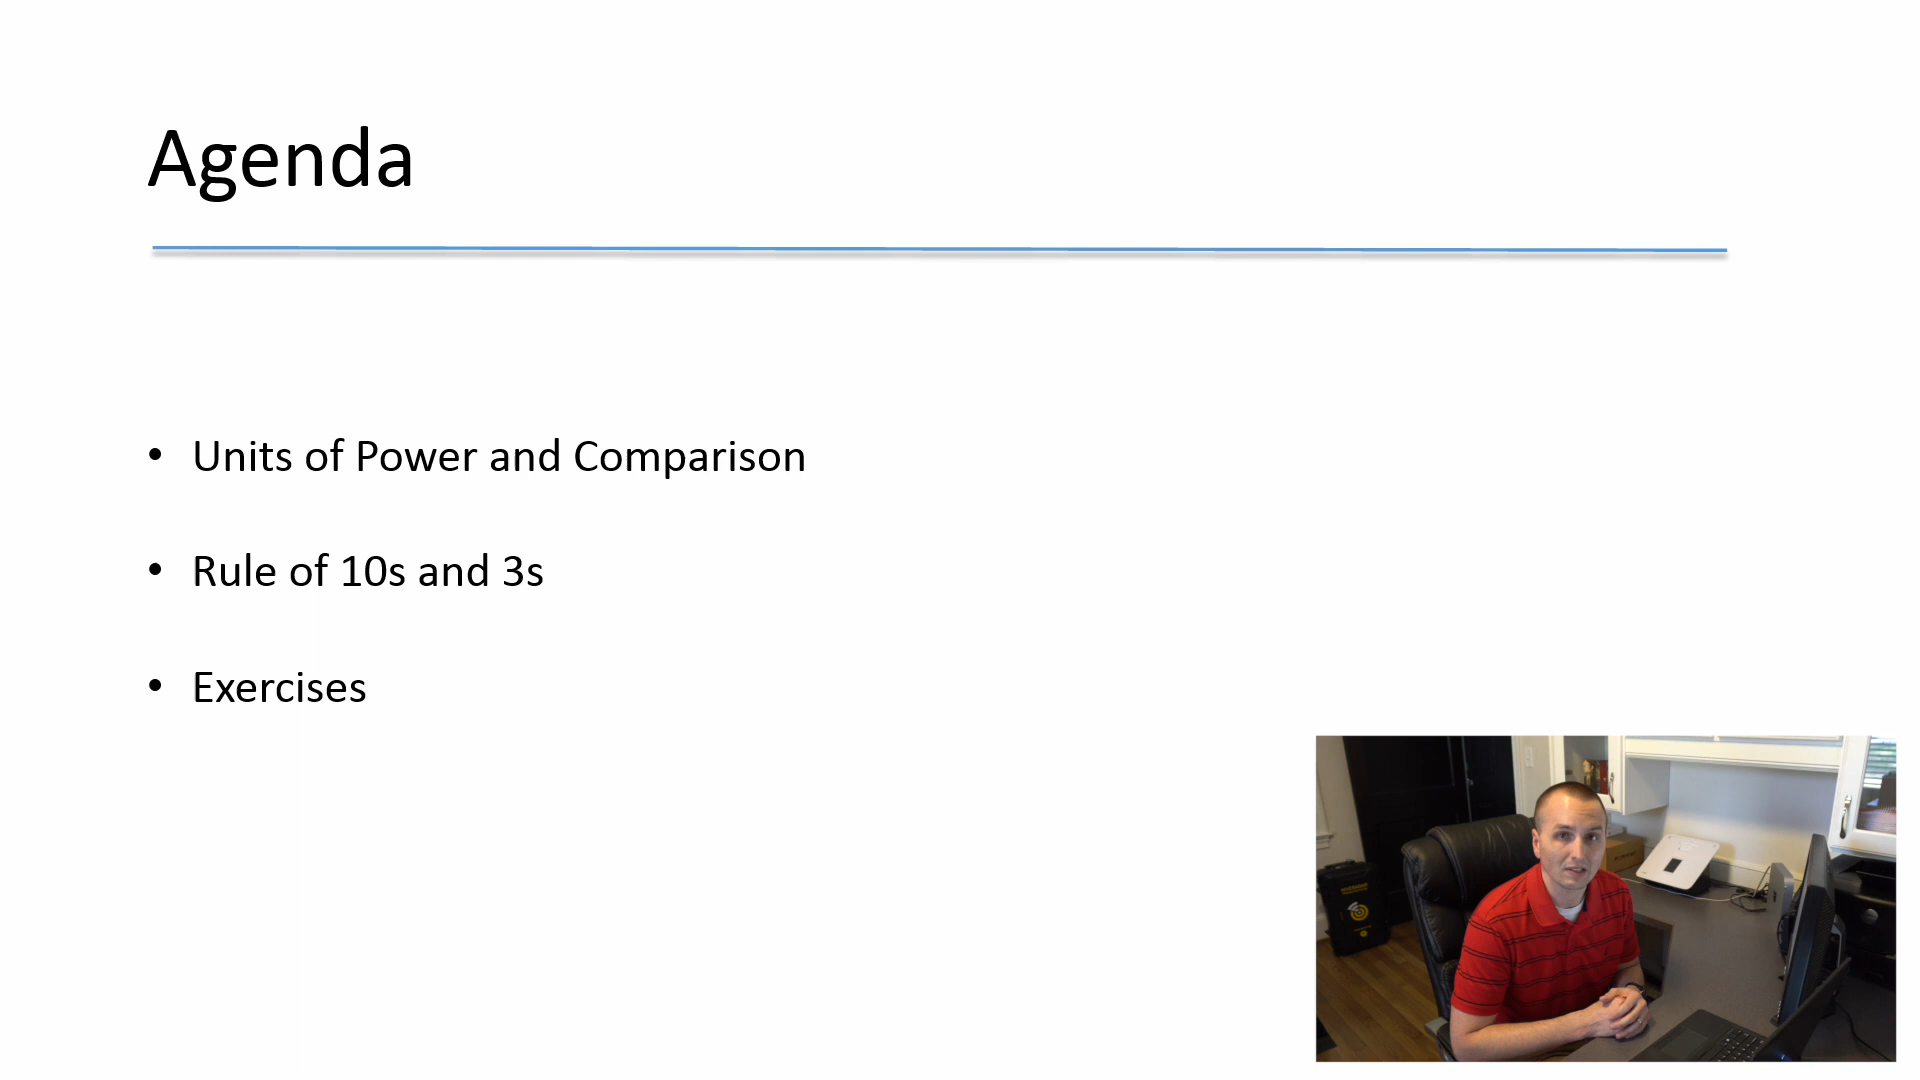 Agenda
• Units of Power and Comparison
• Rule of 10s and 3s
• Exercises